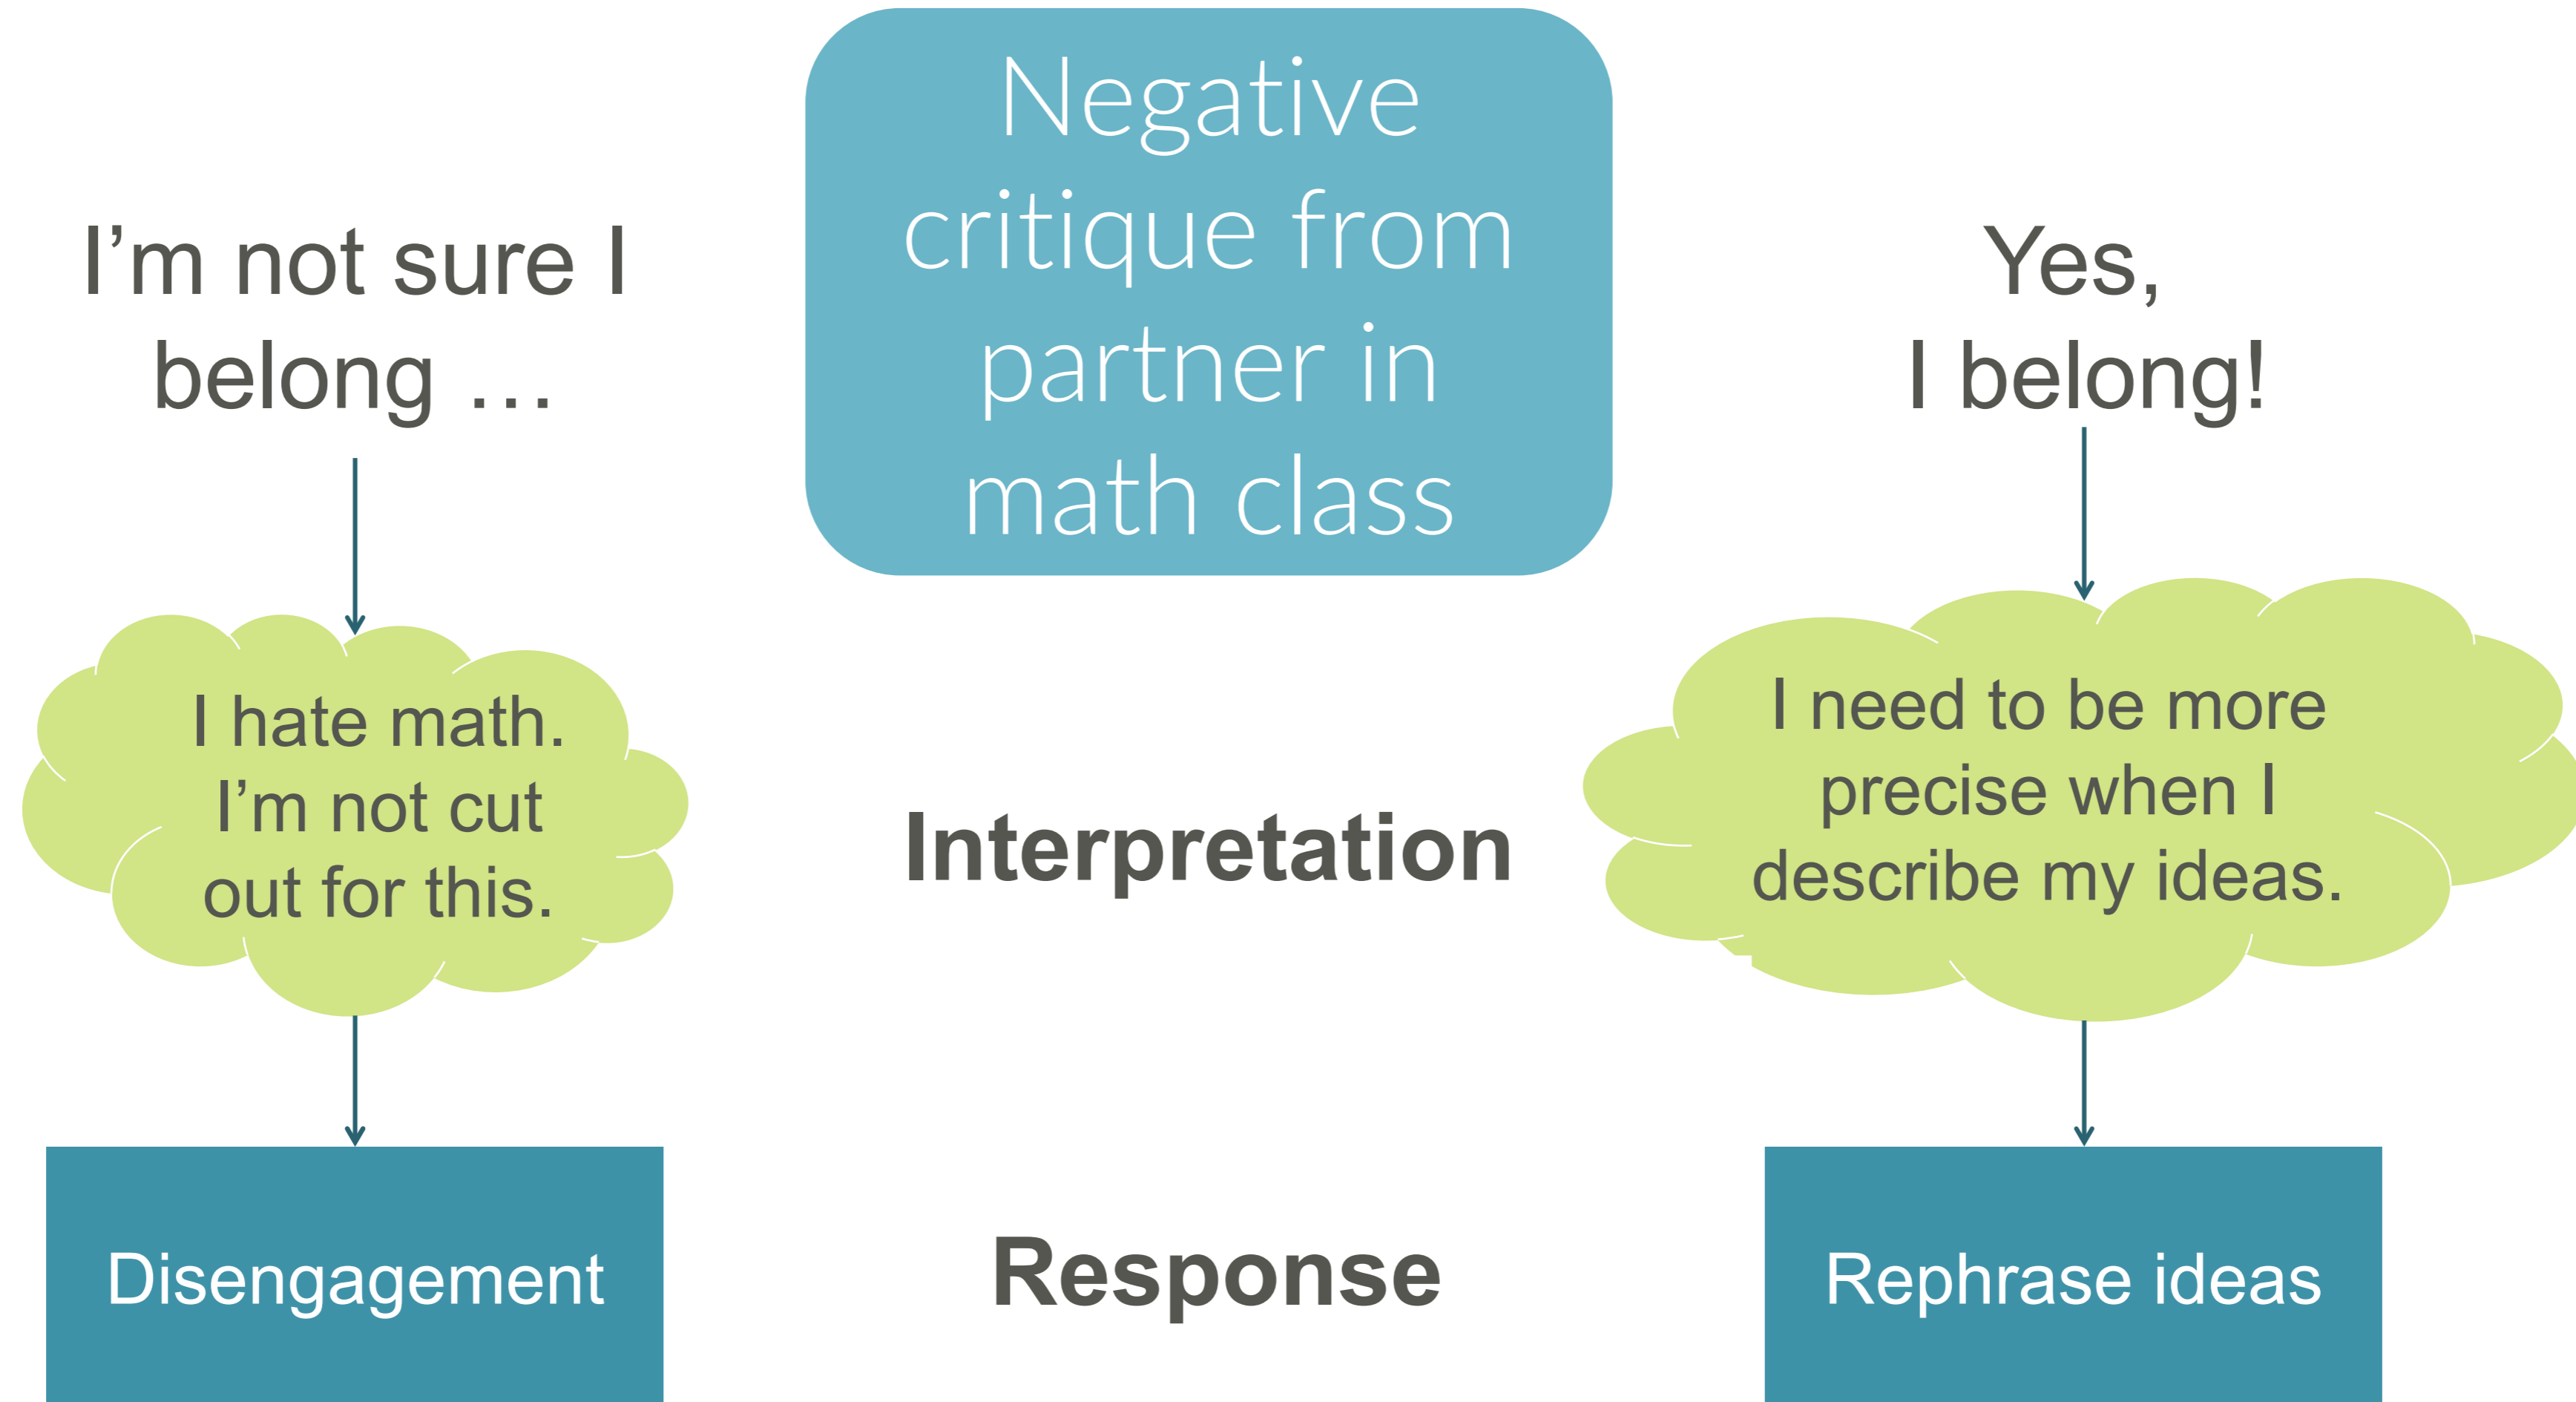 Negative
critique from
partner in
math class
I’m not sure I
belong …
Yes,
I belong!
I hate math.
I’m not cut
out for this.
Interpretation
I need to be more
precise when I
describe my ideas.
Disengagement
Response
Rephrase ideas